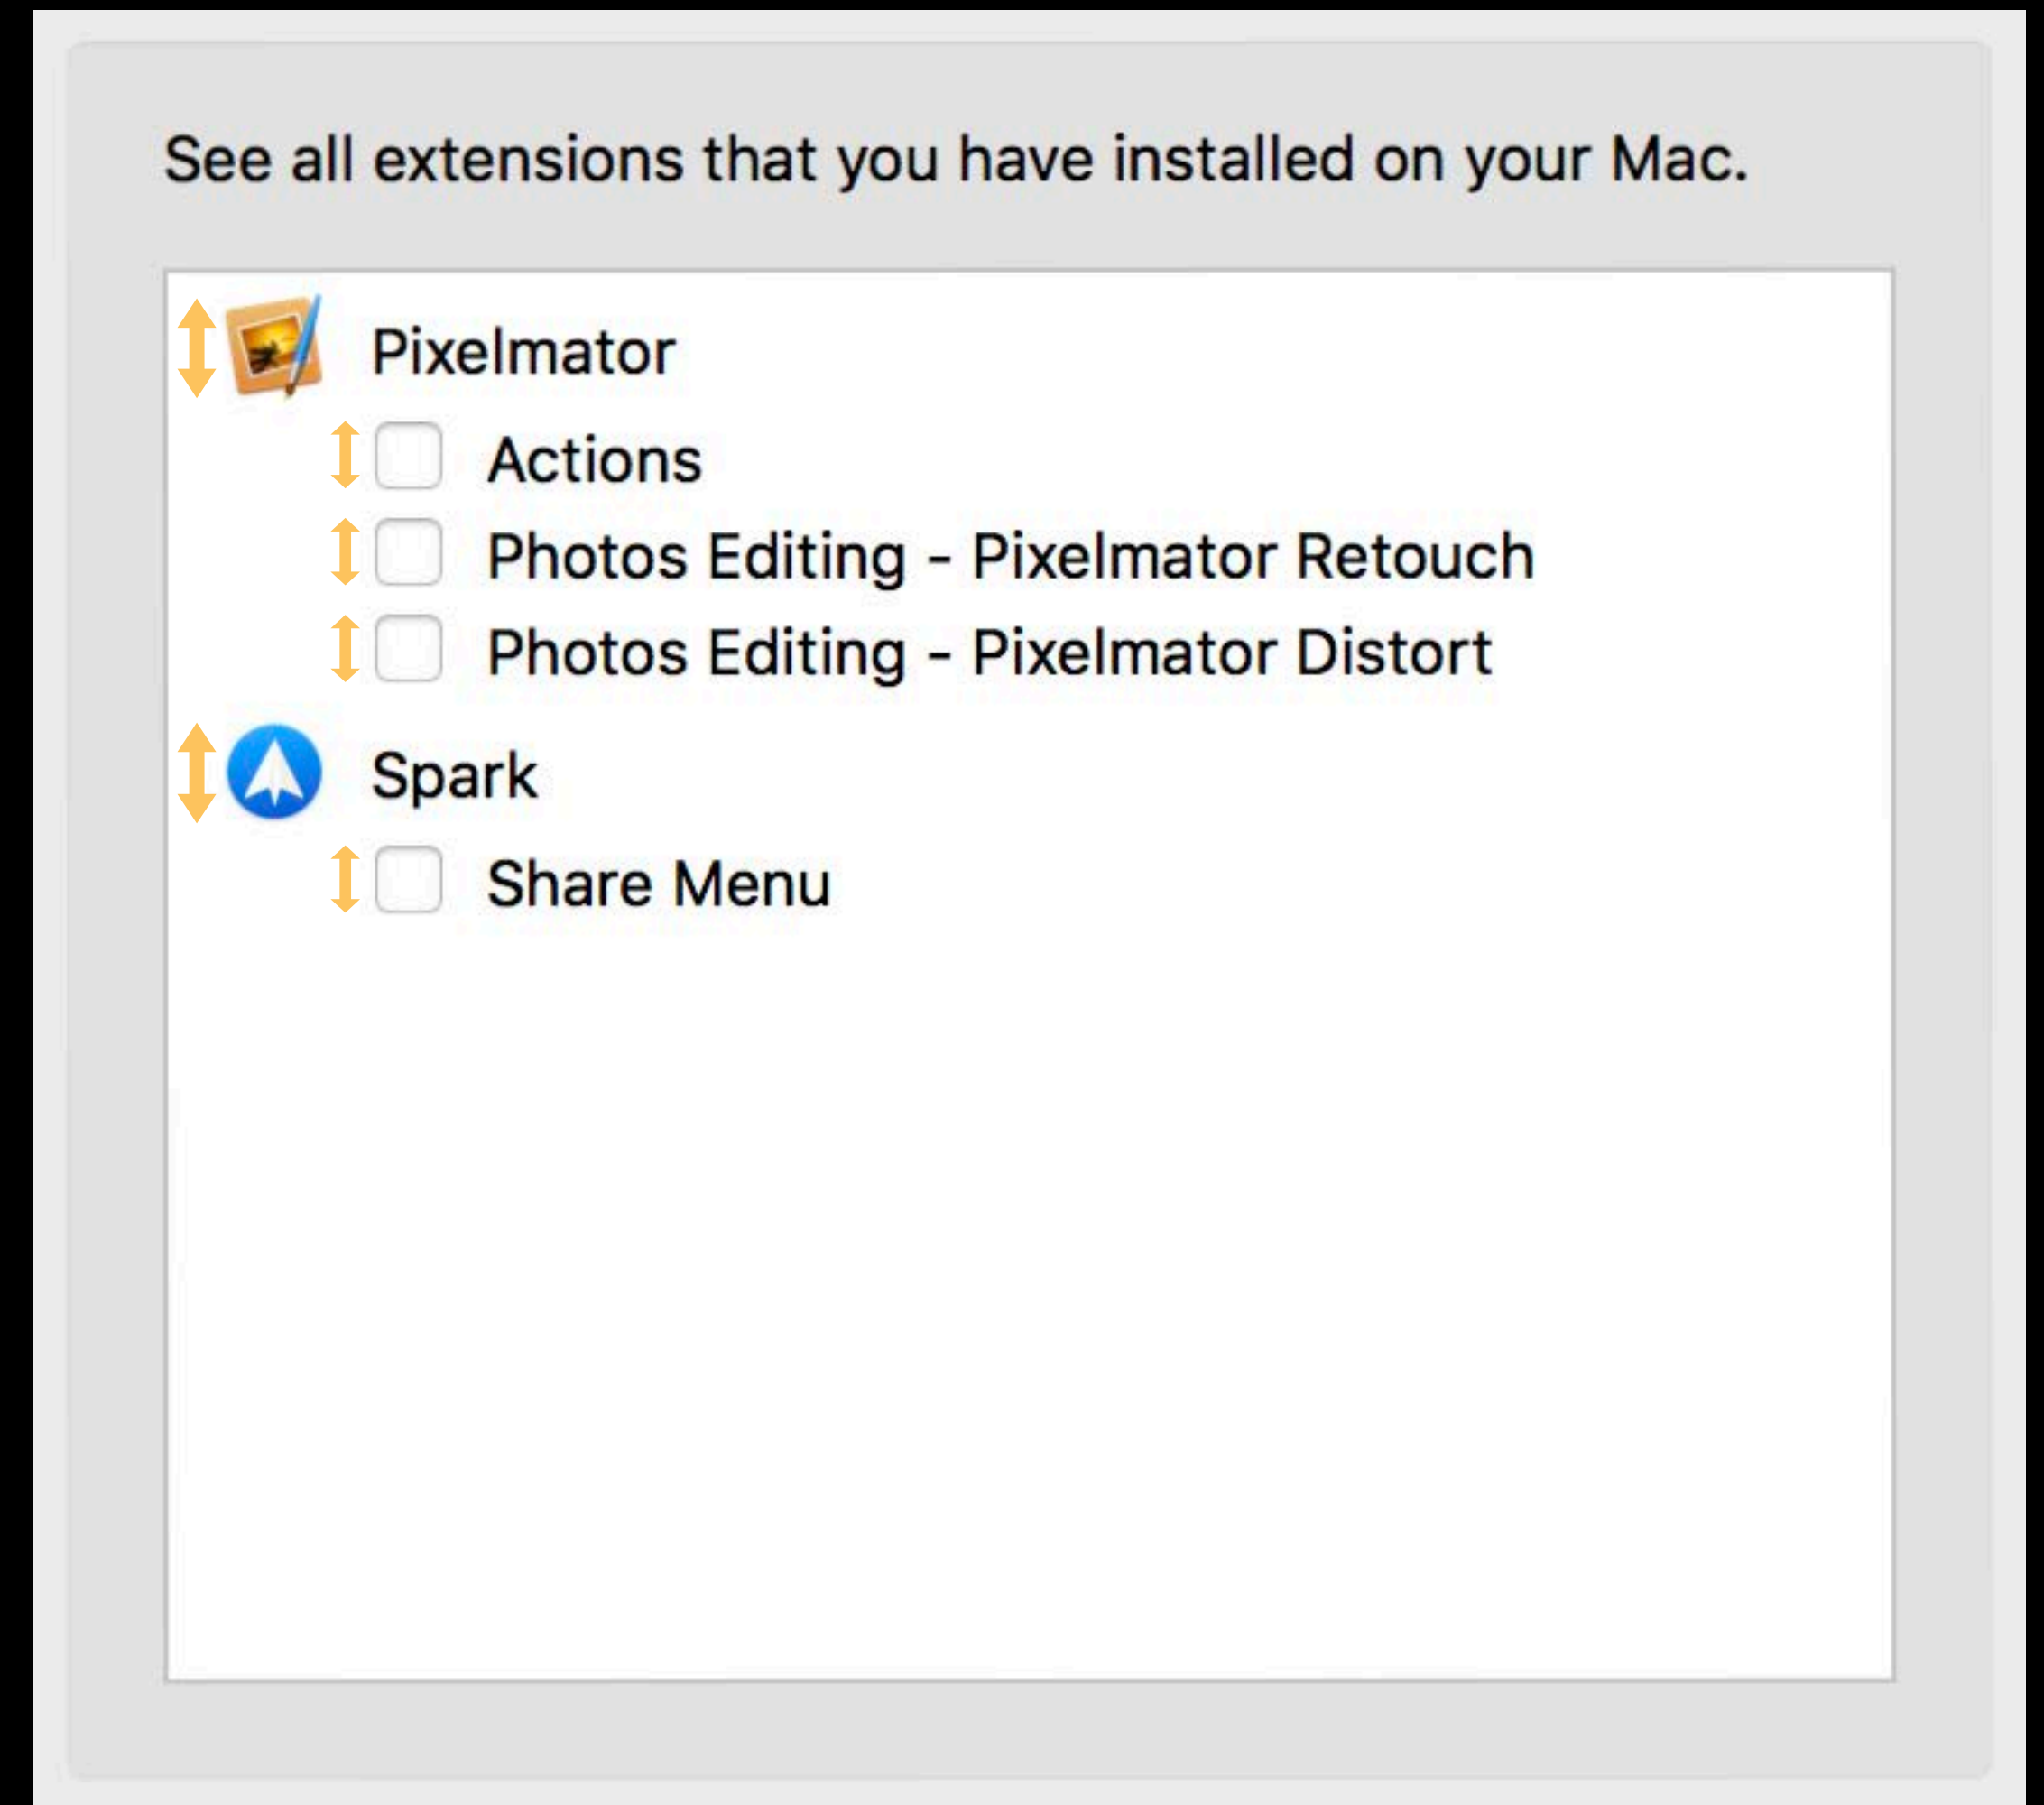 See all extensions that you have installed on your Mac.
Pixelmator
Actions
Photos Editing - Pixelmator Retouch
Photos Editing - Pixelmator Distort
Spark
Share Menu